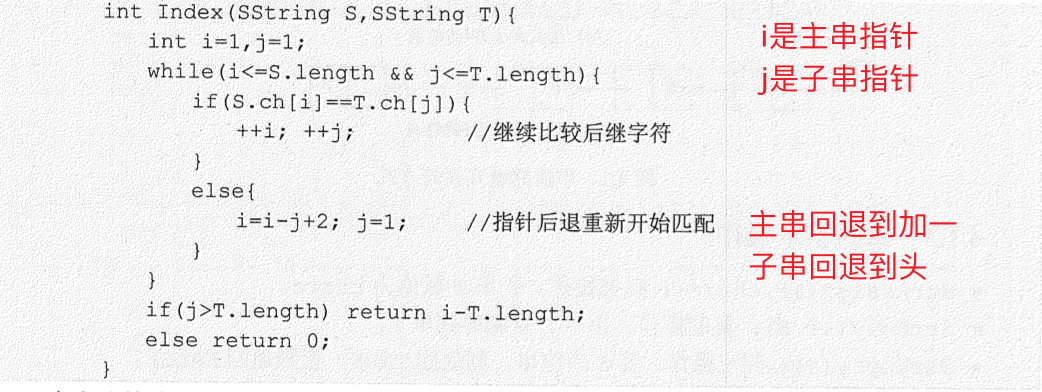 int Index(SString S,SString T){
int i=1,j=1;
while(i<=S.length && j<=T.length){
if(S.ch[i]==T.ch[j]){
++i; ++j; //继续比较后继字符
}
else{
i=i-j+2; j=1; //指针后退重新开始匹配
}
}
if(j>T.length) return i-T.length;
else return 0;
}
i是主串指针
j是子串指针
主串回退到加一
子串回退到头